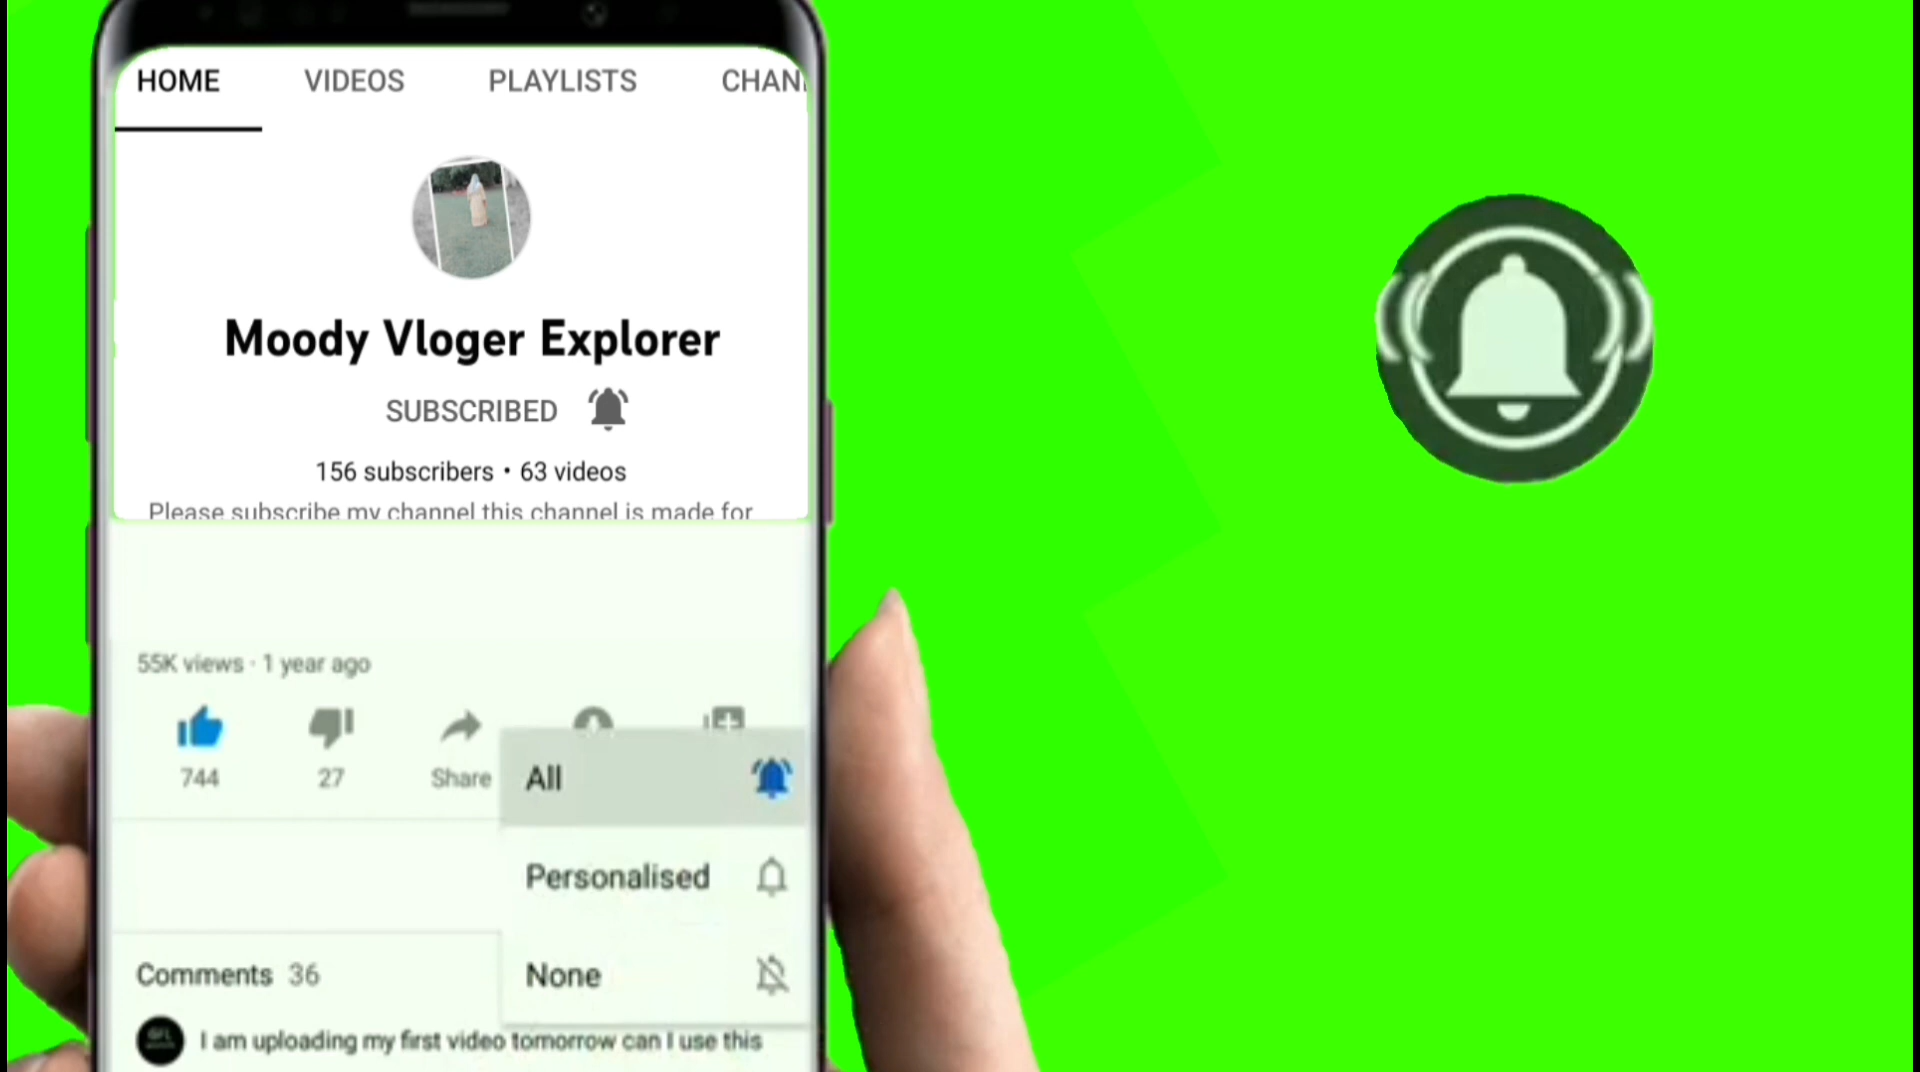 HOME VIDEOS PLAYLISTS CHAN
Moody Vloger Explorer
SUBSCRIBED
156 subscribers • 63 videos
Please subscribe my channel this channel is made for
55K views · 1 year ago
744 27 Share
All
Personalised
None
Comments 36
I am uploading my first video tomorrow can I use this